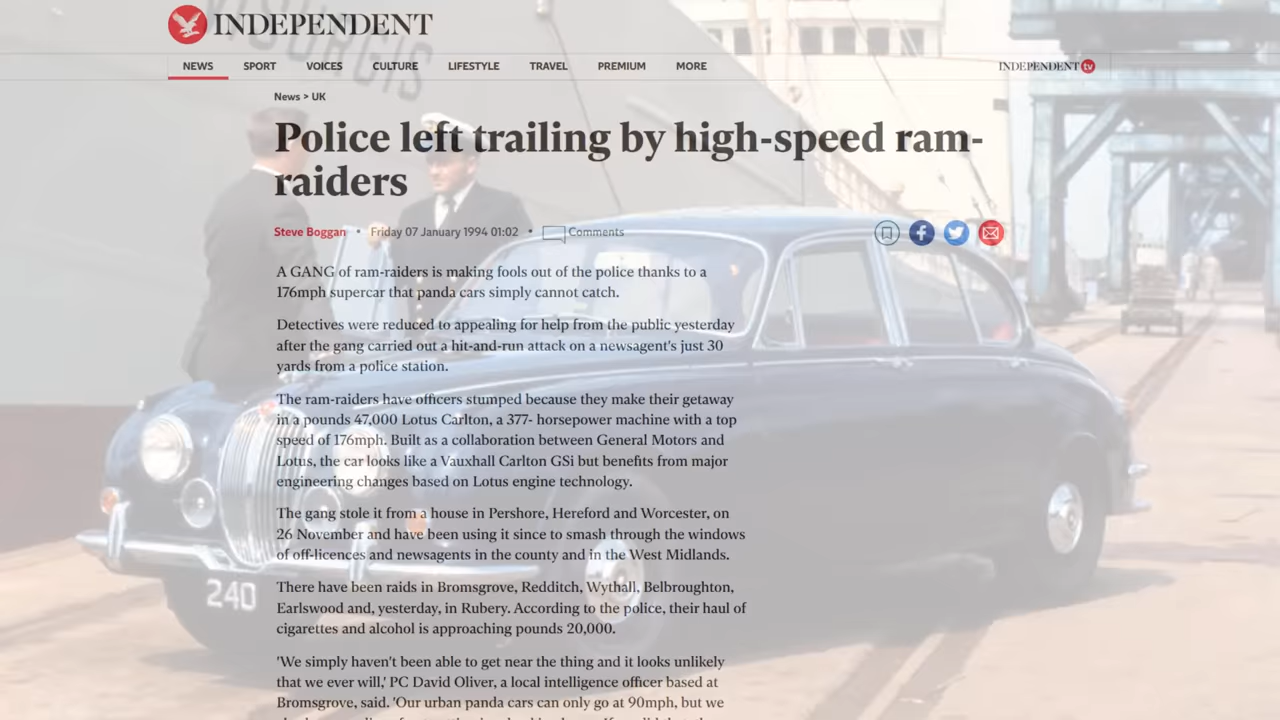 INDEPENDENT
NEWS SPORT VOICES CULTURE LIFESTYLE TRAVEL PREMIUM MORE INDEPENDENT tv
News > UK
Police left trailing by high-speed ram-
raiders
Steve Boggan • Friday 07 January 1994 01:02 • Comments
A GANG of ram-raiders is making fools out of the police thanks to a
176mph supercar that panda cars simply cannot catch.
Detectives were reduced to appealing for help from the public yesterday
after the gang carried out a hit-and-run attack on a newsagent's just 30
yards from a police station.
The ram-raiders have officers stumped because they make their getaway
in a pounds 47,000 Lotus Carlton, a 377- horsepower machine with a top
speed of 176mph. Built as a collaboration between General Motors and
Lotus, the car looks like a Vauxhall Carlton GSi but benefits from major
engineering changes based on Lotus engine technology.
The gang stole it from a house in Pershore, Hereford and Worcester, on
26 November and have been using it since to smash through the windows
of off-licences and newsagents in the county and in the West Midlands.
There have been raids in Bromsgrove, Redditch, Wythall, Belbroughton,
Earlswood and, yesterday, in Rubery. According to the police, their haul of
cigarettes and alcohol is approaching pounds 20,000.
240
'We simply haven't been able to get near the thing and it looks unlikely
that we ever will,' PC David Oliver, a local intelligence officer based at
Bromsgrove, said. 'Our urban panda cars can only go at 90mph, but we